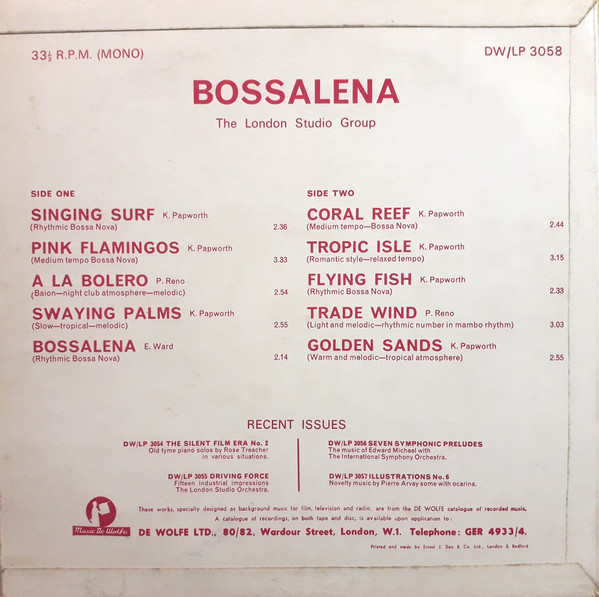 33⅓ R.P.M. (MONO)
DW/LP 3058
BOSSALENA
The London Studio Group
SIDE ONE
SINGING SURF K. Papworth
(Rhythmic Bossa Nova) 2.36
PINK FLAMINGOS K. Papworth
(Medium tempo Bossa Nova) 3.33
A LA BOLERO P. Reno
(Baion—night club atmosphere—melodic) 2.54
SWAYING PALMS K. Papworth
(Slow—tropical—melodic) 2.55
BOSSALENA E. Ward
(Rhythmic Bossa Nova) 2.14
SIDE TWO
CORAL REEF K. Papworth
(Medium tempo—Bossa Nova) 2.44
TROPIC ISLE K. Papworth
(Romantic style—relaxed tempo) 3.15
FLYING FISH K. Papworth
(Rhythmic Bossa Nova) 2.33
TRADE WIND P. Reno
(Light and melodic—rhythmic number in mambo rhythm) 3.03
GOLDEN SANDS K. Papworth
(Warm and melodic—tropical atmosphere) 2.55
RECENT ISSUES
DW/LP 3054 THE SILENT FILM ERA No. 2
Old tyme piano solos by Rose Treacher
in various situations.
DW/LP 3055 DRIVING FORCE
Fifteen industrial impressions
The London Studio Orchestra.
DW/LP 3056 SEVEN SYMPHONIC PRELUDES
The music of Edward Michael with
The International Symphony Orchestra.
DW/LP 3057 ILLUSTRATIONS No. 6
Novelty music by Pierre Arvay some with ocarina.
Music De Wolfe
These works, specially designed as background music for film, television and radio, are from the DE WOLFE catalogue of recorded music.
A catalogue of recordings, on both tape and disc, is available upon application to:
DE WOLFE LTD., 80/82, Wardour Street, London, W.1. Telephone: GER 4933/4.
Printed and made by Ernest J. Day & Co. Ltd., London & Bedford